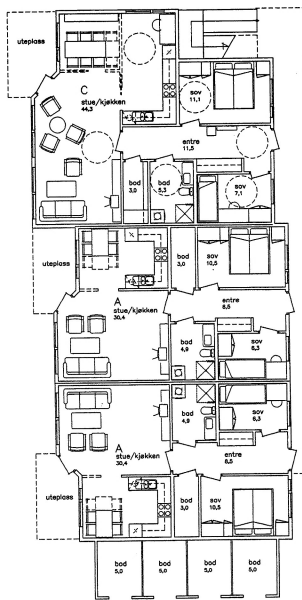 uteplass
C
stue/kjøkken
44,3
sov
11,1
entre
11,5
bod
3,0
bad
5,3
sov
7,1
uteplass
bod
3,0
sov
10,5
A
stue/kjøkken
30,4
entre
8,5
bad
4,9
sov
6,3
bad
4,9
sov
6,3
A
stue/kjøkken
30,4
entre
8,5
uteplass
bod
3,0
sov
10,5
bod
5,0
bod
5,0
bod
5,0
bod
5,0